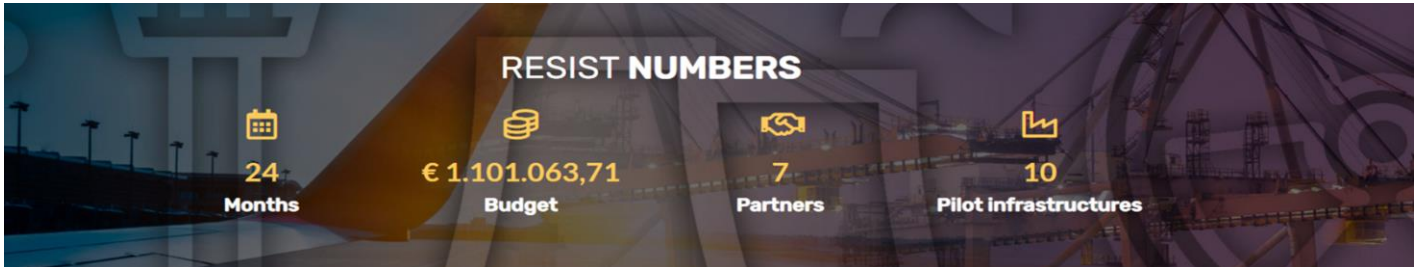 RESIST NUMBERS
24
Months
€ 1.101.063,71
Budget
7
Partners
10
Pilot infrastructures